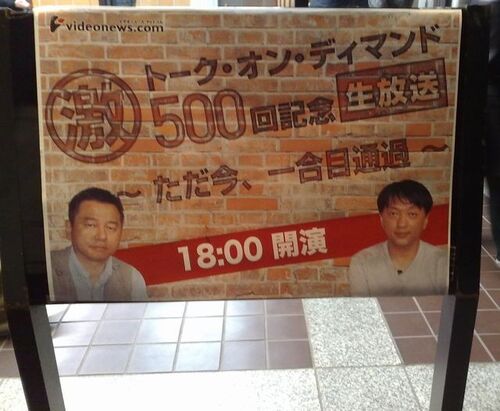 videonews.com
トーク・オン・ディマンド
激
500回記念 生放送
～ ただ今、一合目通過 ～
18:00 開演